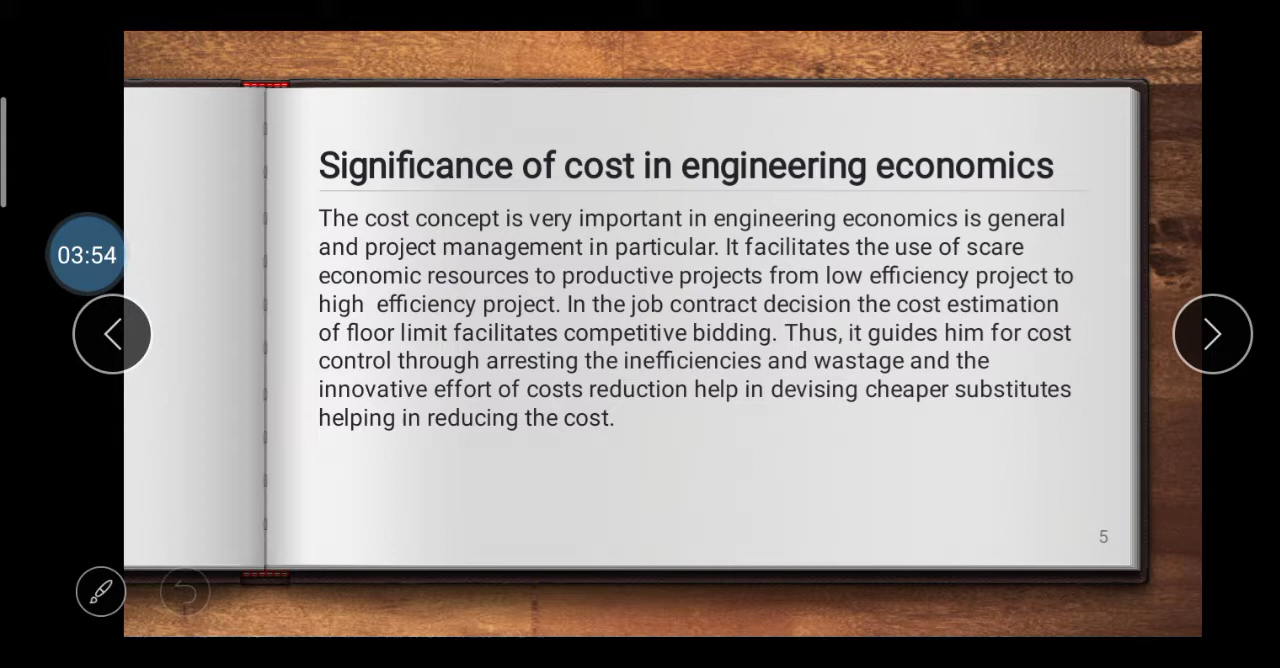 Significance of cost in engineering economics
The cost concept is very important in engineering economics is general
and project management in particular. It facilitates the use of scare
economic resources to productive projects from low efficiency project to
high  efficiency project. In the job contract decision the cost estimation
of floor limit facilitates competitive bidding. Thus, it guides him for cost
control through arresting the inefficiencies and wastage and the
innovative effort of costs reduction help in devising cheaper substitutes
helping in reducing the cost.
03:54
5